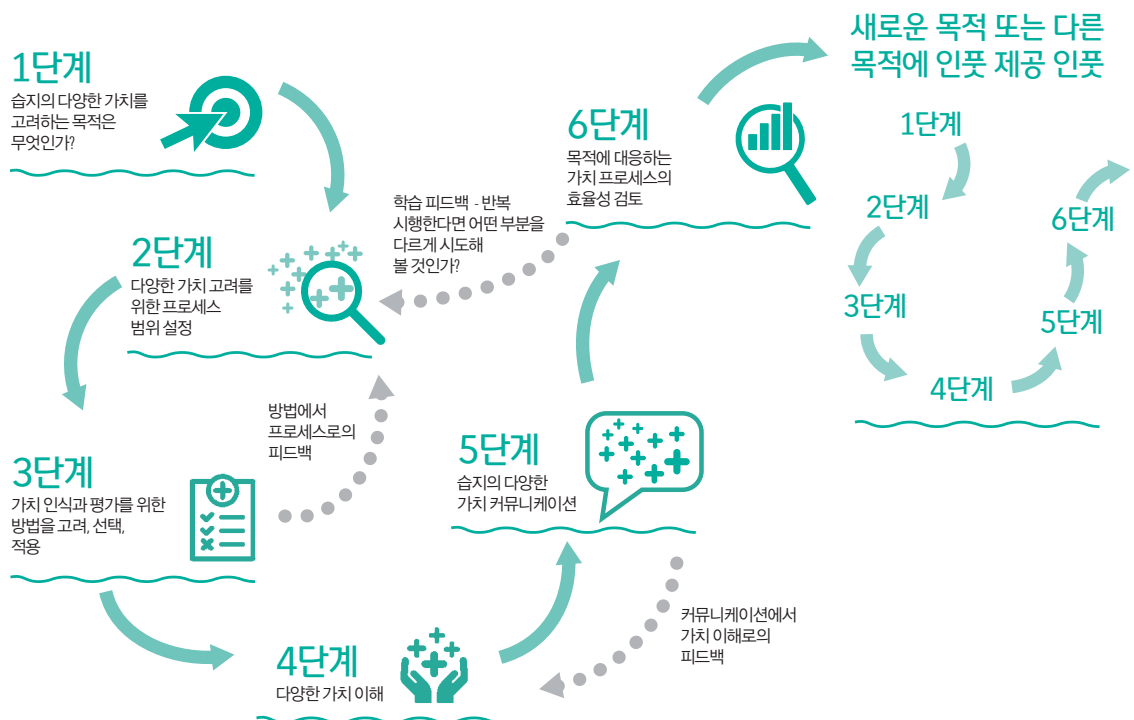 1단계
습지의 다양한 가치를
고려하는 목적은
무엇인가?
2단계
다양한 가치 고려를
위한 프로세스
범위 설정
3단계
가치 인식과 평가를 위한
방법을 고려, 선택,
적용
방법에서
프로세스로의
피드백
4단계
다양한 가치 이해
5단계
습지의 다양한
가치 커뮤니케이션
커뮤니케이션에서
가치 이해로의
피드백
6단계
목적에 대응하는
가치 프로세스의
효율성 검토
학습 피드백 - 반복
시행한다면 어떤 부분을
다르게 시도해
볼 것인가?
새로운 목적 또는 다른
목적에 인풋 제공 인풋
1단계
2단계
3단계
4단계
5단계
6단계